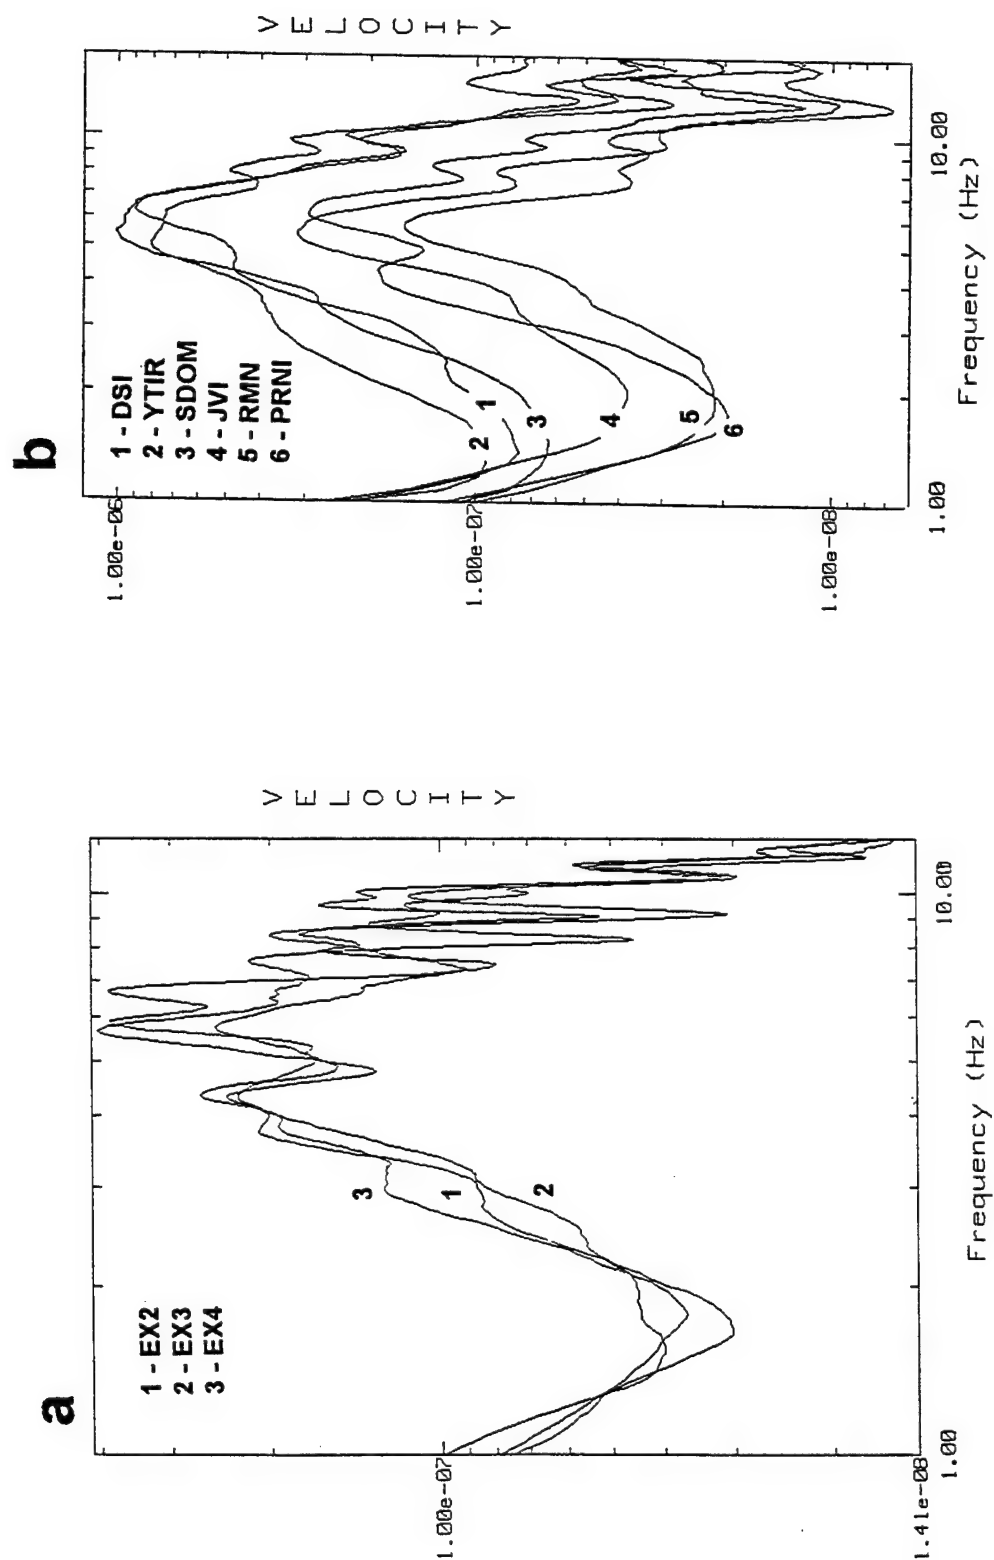 a
1 - EX2
2 - EX3
3 - EX4
3
1
2
1.00e-07
1.41e-08
1.00
10.00
Frequency (Hz)
VELOCITY
b
1 - DSI
2 - YTIR
3 - SDOM
4 - JVI
5 - RMN
6 - PRNI
1
2
3
4
5
6
1.00e-06
1.00e-07
1.00e-08
1.00
10.00
Frequency (Hz)
VELOCITY